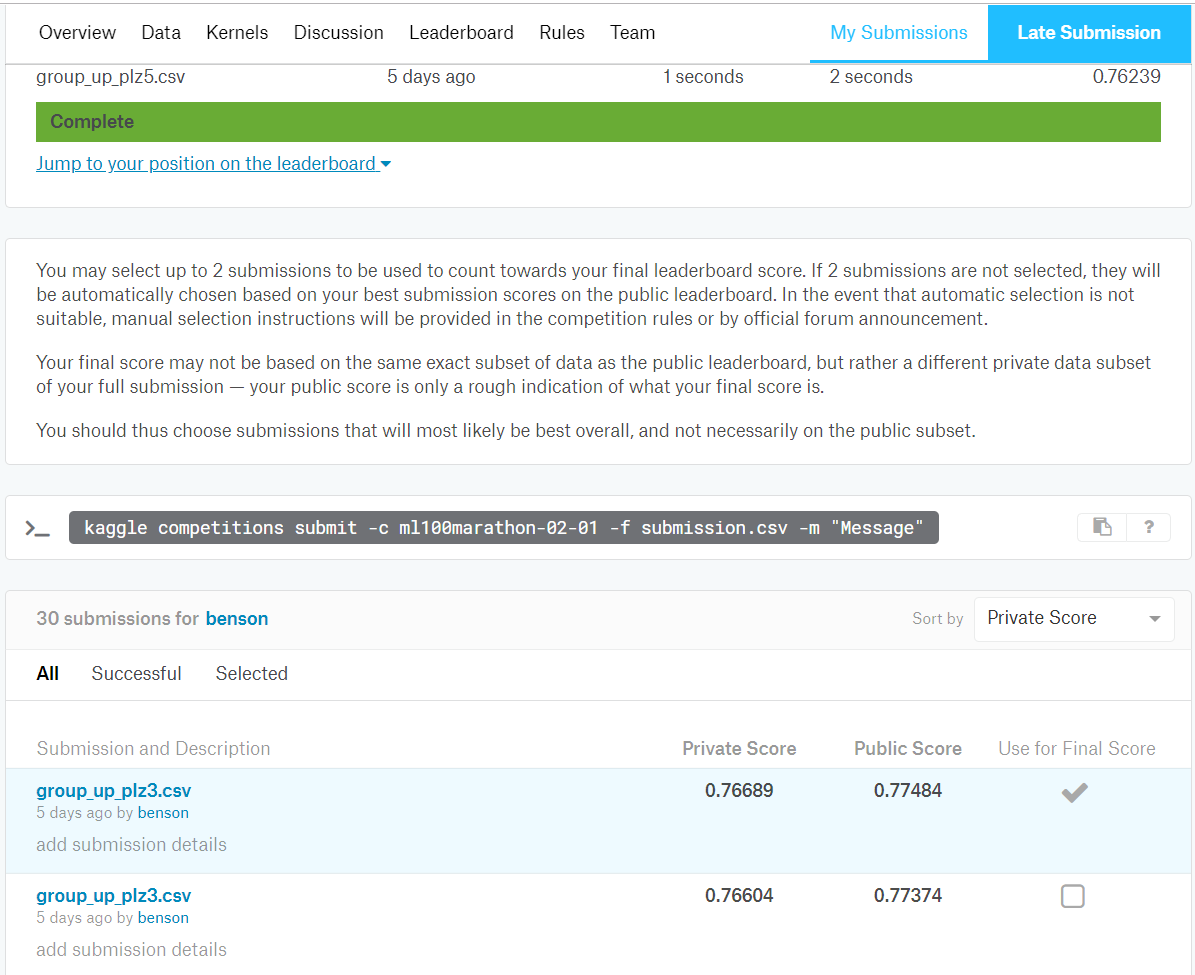 Overview Data Kernels Discussion Leaderboard Rules Team My Submissions Late Submission
group_up_plz5.csv 5 days ago 1 seconds 2 seconds 0.76239
Complete
Jump to your position on the leaderboard
You may select up to 2 submissions to be used to count towards your final leaderboard score. If 2 submissions are not selected, they will
be automatically chosen based on your best submission scores on the public leaderboard. In the event that automatic selection is not
suitable, manual selection instructions will be provided in the competition rules or by official forum announcement.
Your final score may not be based on the same exact subset of data as the public leaderboard, but rather a different private data subset
of your full submission — your public score is only a rough indication of what your final score is.
You should thus choose submissions that will most likely be best overall, and not necessarily on the public subset.
>_ kaggle competitions submit -c ml100marathon-02-01 -f submission.csv -m "Message" ?
30 submissions for benson Sort by Private Score
All Successful Selected
Submission and Description Private Score Public Score Use for Final Score
group_up_plz3.csv 0.76689 0.77484
5 days ago by benson
add submission details
group_up_plz3.csv 0.76604 0.77374
5 days ago by benson
add submission details